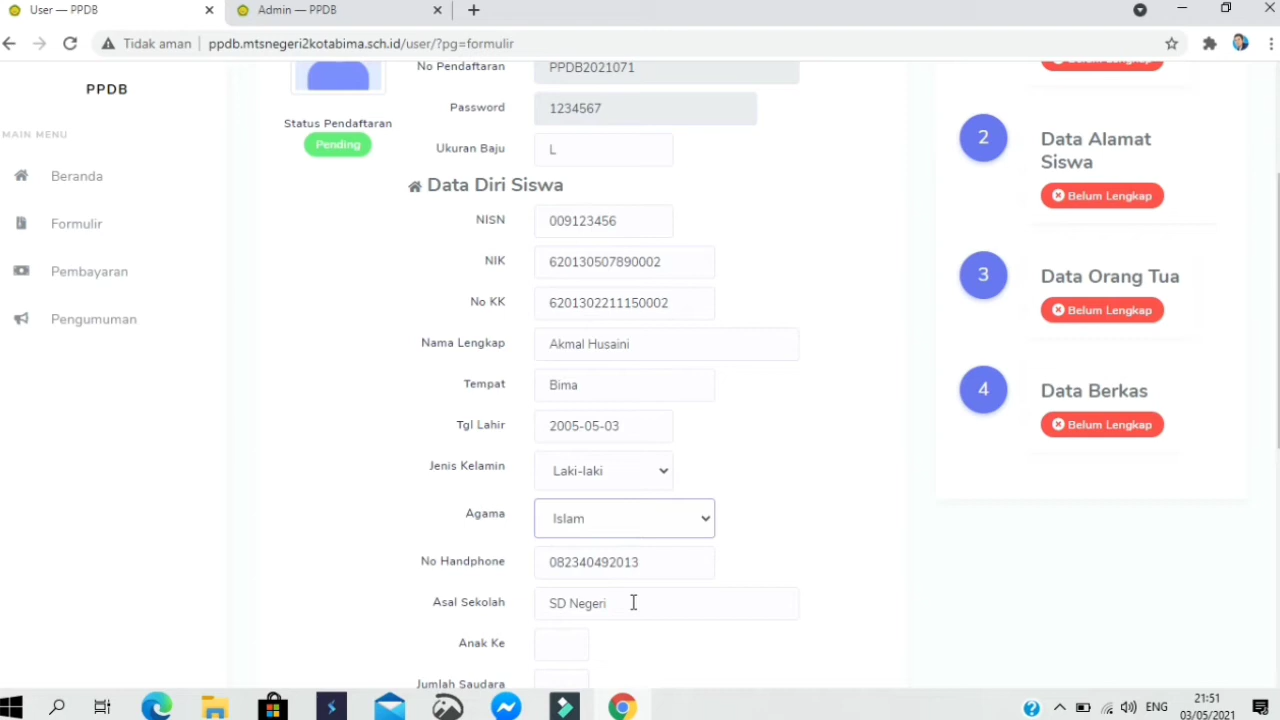 User — PPDB
Admin — PPDB
Tidak aman
ppdb.mtsnegeri2kotabima.sch.id/user/?pg=formulir
PPDB
MAIN MENU
Beranda
Formulir
Pembayaran
Pengumuman
No Pendaftaran PPDB2021071
Password 1234567
Status Pendaftaran
Pending
Ukuran Baju L
Data Diri Siswa
NISN 009123456
NIK 620130507890002
No KK 6201302211150002
Nama Lengkap Akmal Husaini
Tempat Bima
Tgl Lahir 2005-05-03
Jenis Kelamin Laki-laki
Agama Islam
No Handphone 082340492013
Asal Sekolah SD Negeri
Anak Ke
Jumlah Saudara
2
Data Alamat
Siswa
Belum Lengkap
3
Data Orang Tua
Belum Lengkap
4
Data Berkas
Belum Lengkap
ENG
21:51
03/05/2021